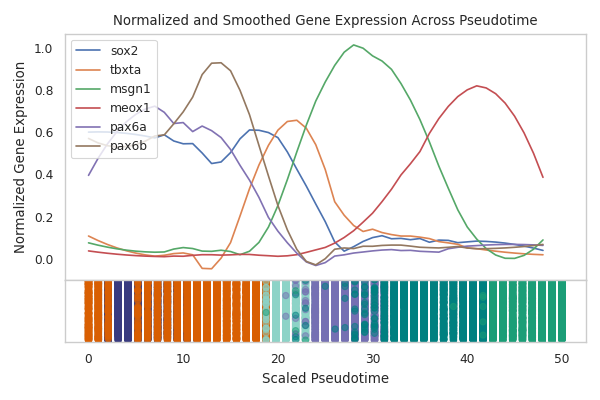 Normalized and Smoothed Gene Expression Across Pseudotime
Normalized Gene Expression
1.0
0.8
0.6
0.4
0.2
0.0
sox2
tbxta
msgn1
meox1
pax6a
pax6b
0 10 20 30 40 50
Scaled Pseudotime